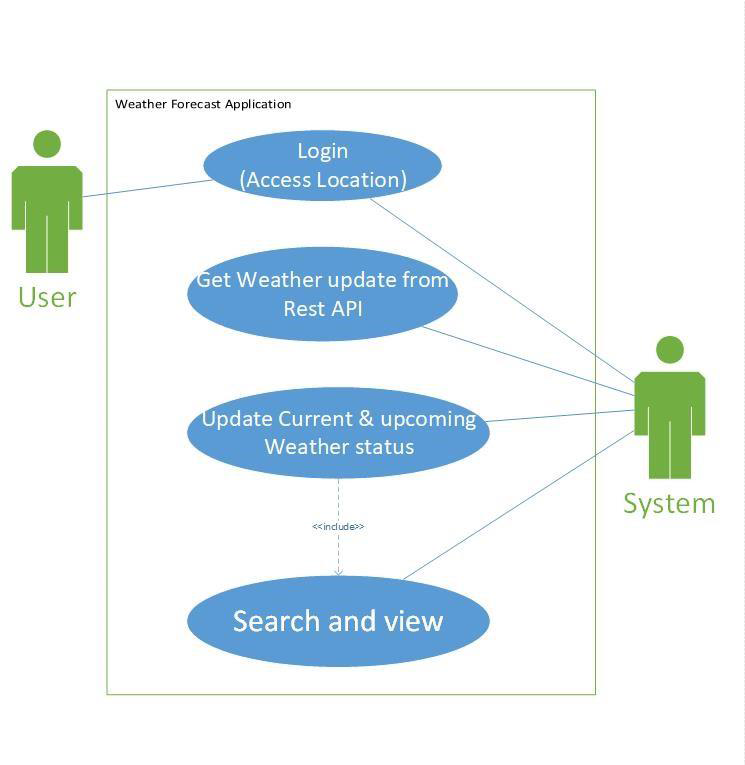 Weather Forecast Application
Login
(Access Location)
User
Get Weather update from
Rest API
Update Current & upcoming
Weather status
System
<<include>>
Search and view